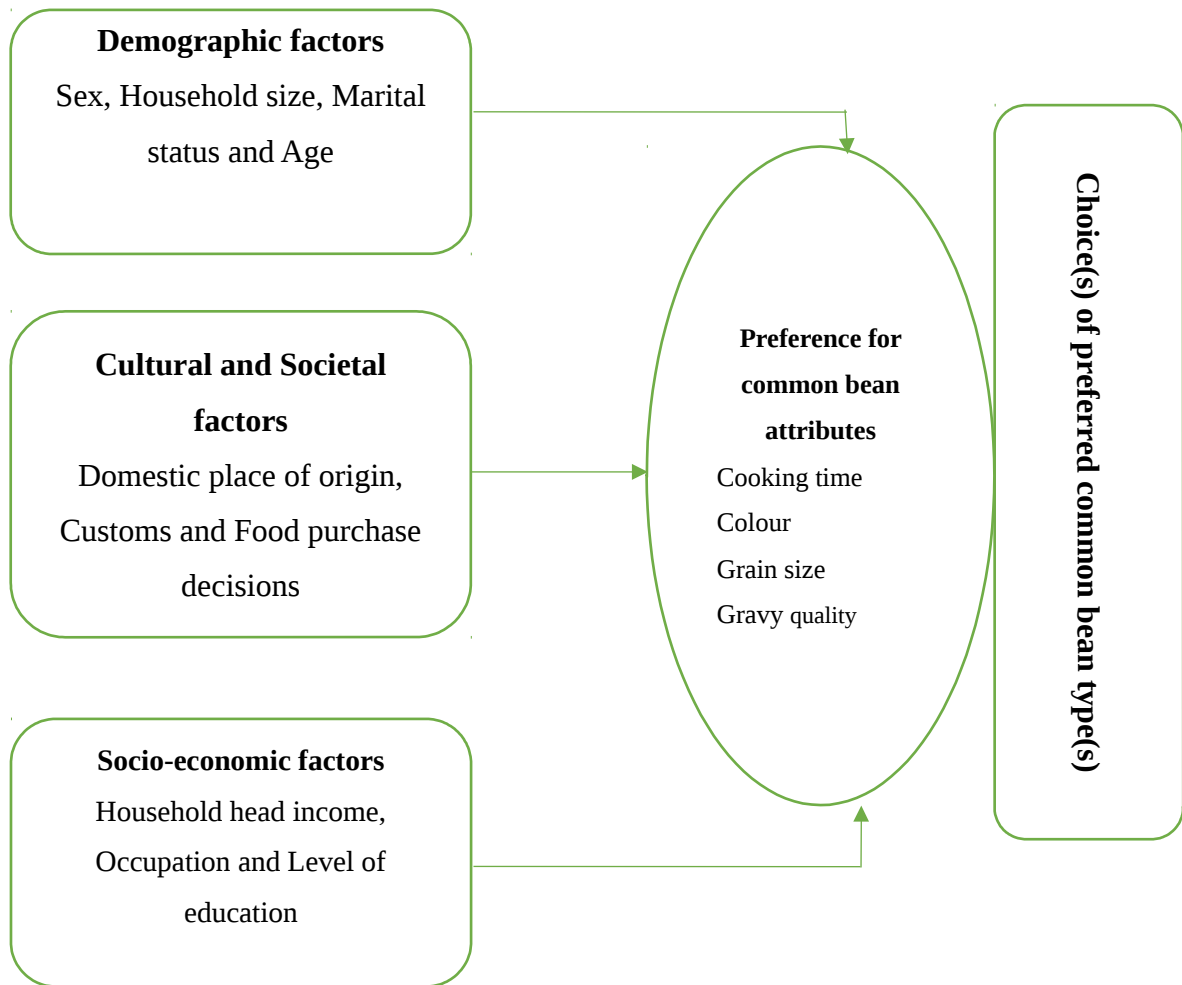 Demographic factors
Sex, Household size, Marital
status and Age
Cultural and Societal
factors
Domestic place of origin,
Customs and Food purchase
decisions
Socio-economic factors
Household head income,
Occupation and Level of
education
Preference for
common bean
attributes
Cooking time
Colour
Grain size
Gravy quality
Choice(s) of preferred common bean type(s)